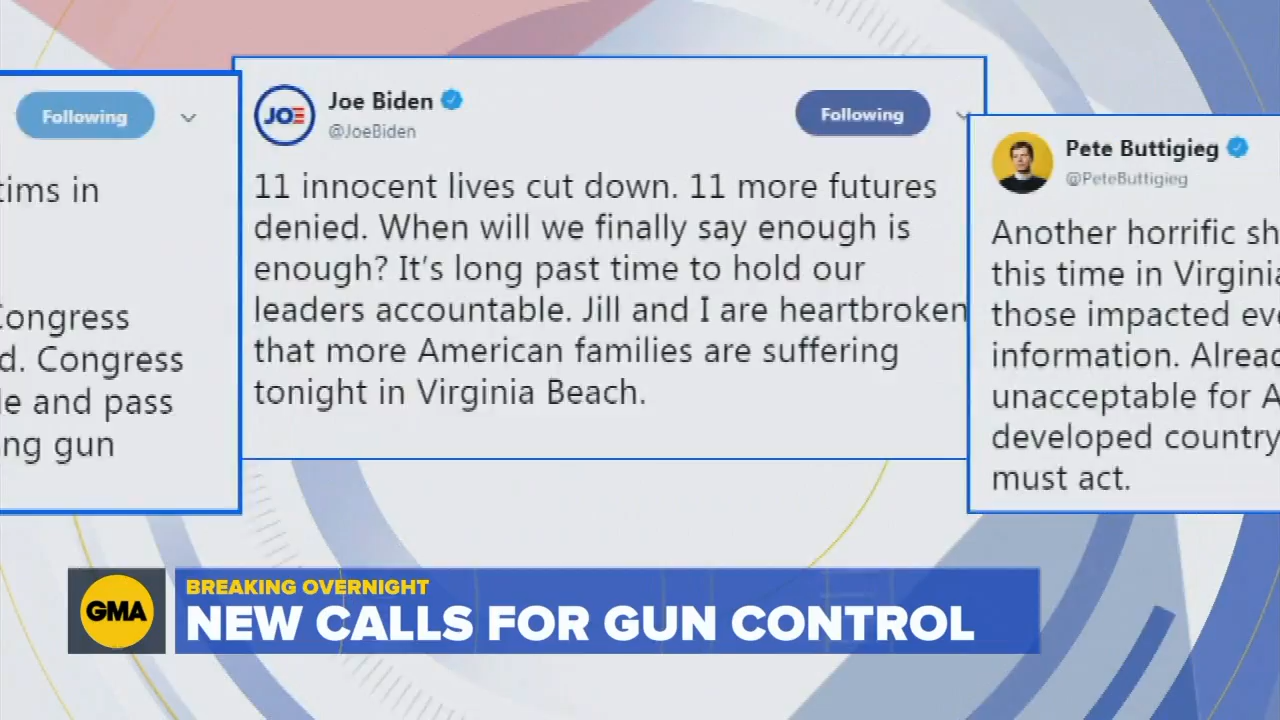 Following
tims in
Congress
d. Congress
le and pass
ng gun
JOE
Joe Biden
@JoeBiden
Following
11 innocent lives cut down. 11 more futures
denied. When will we finally say enough is
enough? It’s long past time to hold our
leaders accountable. Jill and I are heartbroken
that more American families are suffering
tonight in Virginia Beach.
Pete Buttigieg
@PeteButtigieg
Another horrific sh
this time in Virginia
those impacted eve
information. Alread
unacceptable for A
developed country
must act.
GMA
BREAKING OVERNIGHT
NEW CALLS FOR GUN CONTROL